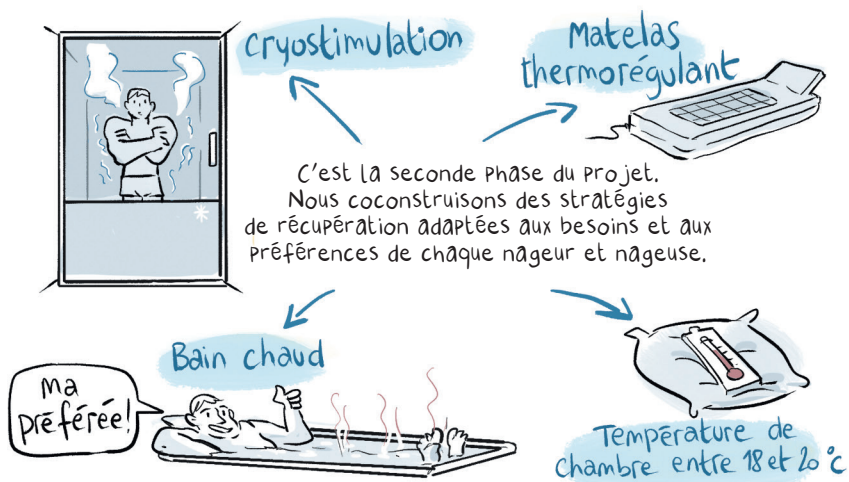 Cryostimulation
Matelas
thermorégulant
C'est la seconde phase du projet.
Nous coconstruisons des stratégies
de récupération adaptées aux besoins et aux
préférences de chaque nageur et nageuse.
Bain chaud
Ma
préférée!
Température de
chambre entre 18 et 20 °C